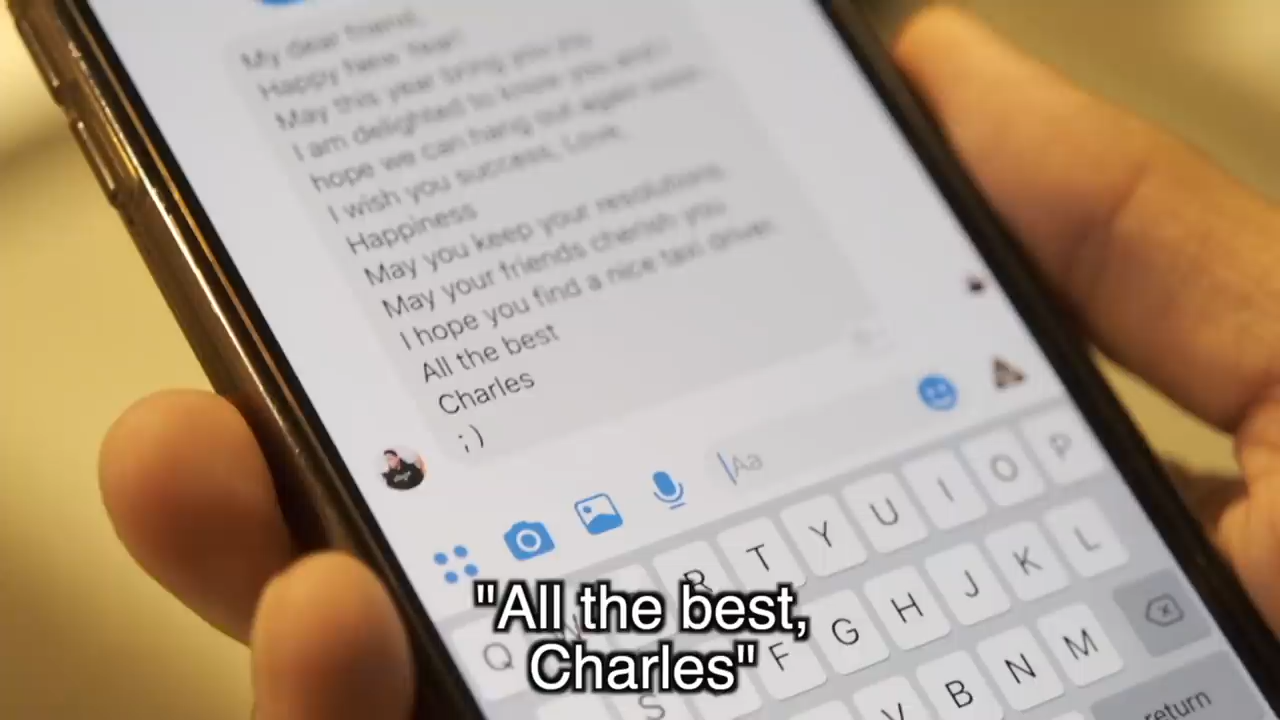 My dear friend,
Happy New Year!
May this year bring you joy
I am delighted to know you and I
hope we can hang out again soon.
I wish you success, Love,
Happiness
May you keep your resolutions
May your friends cherish you
I hope you find a nice taxi driver.
All the best
Charles
;)
Aa
Q W R T Y U I O P
S F G H J K L
V B N M
return
"All the best,
Charles"